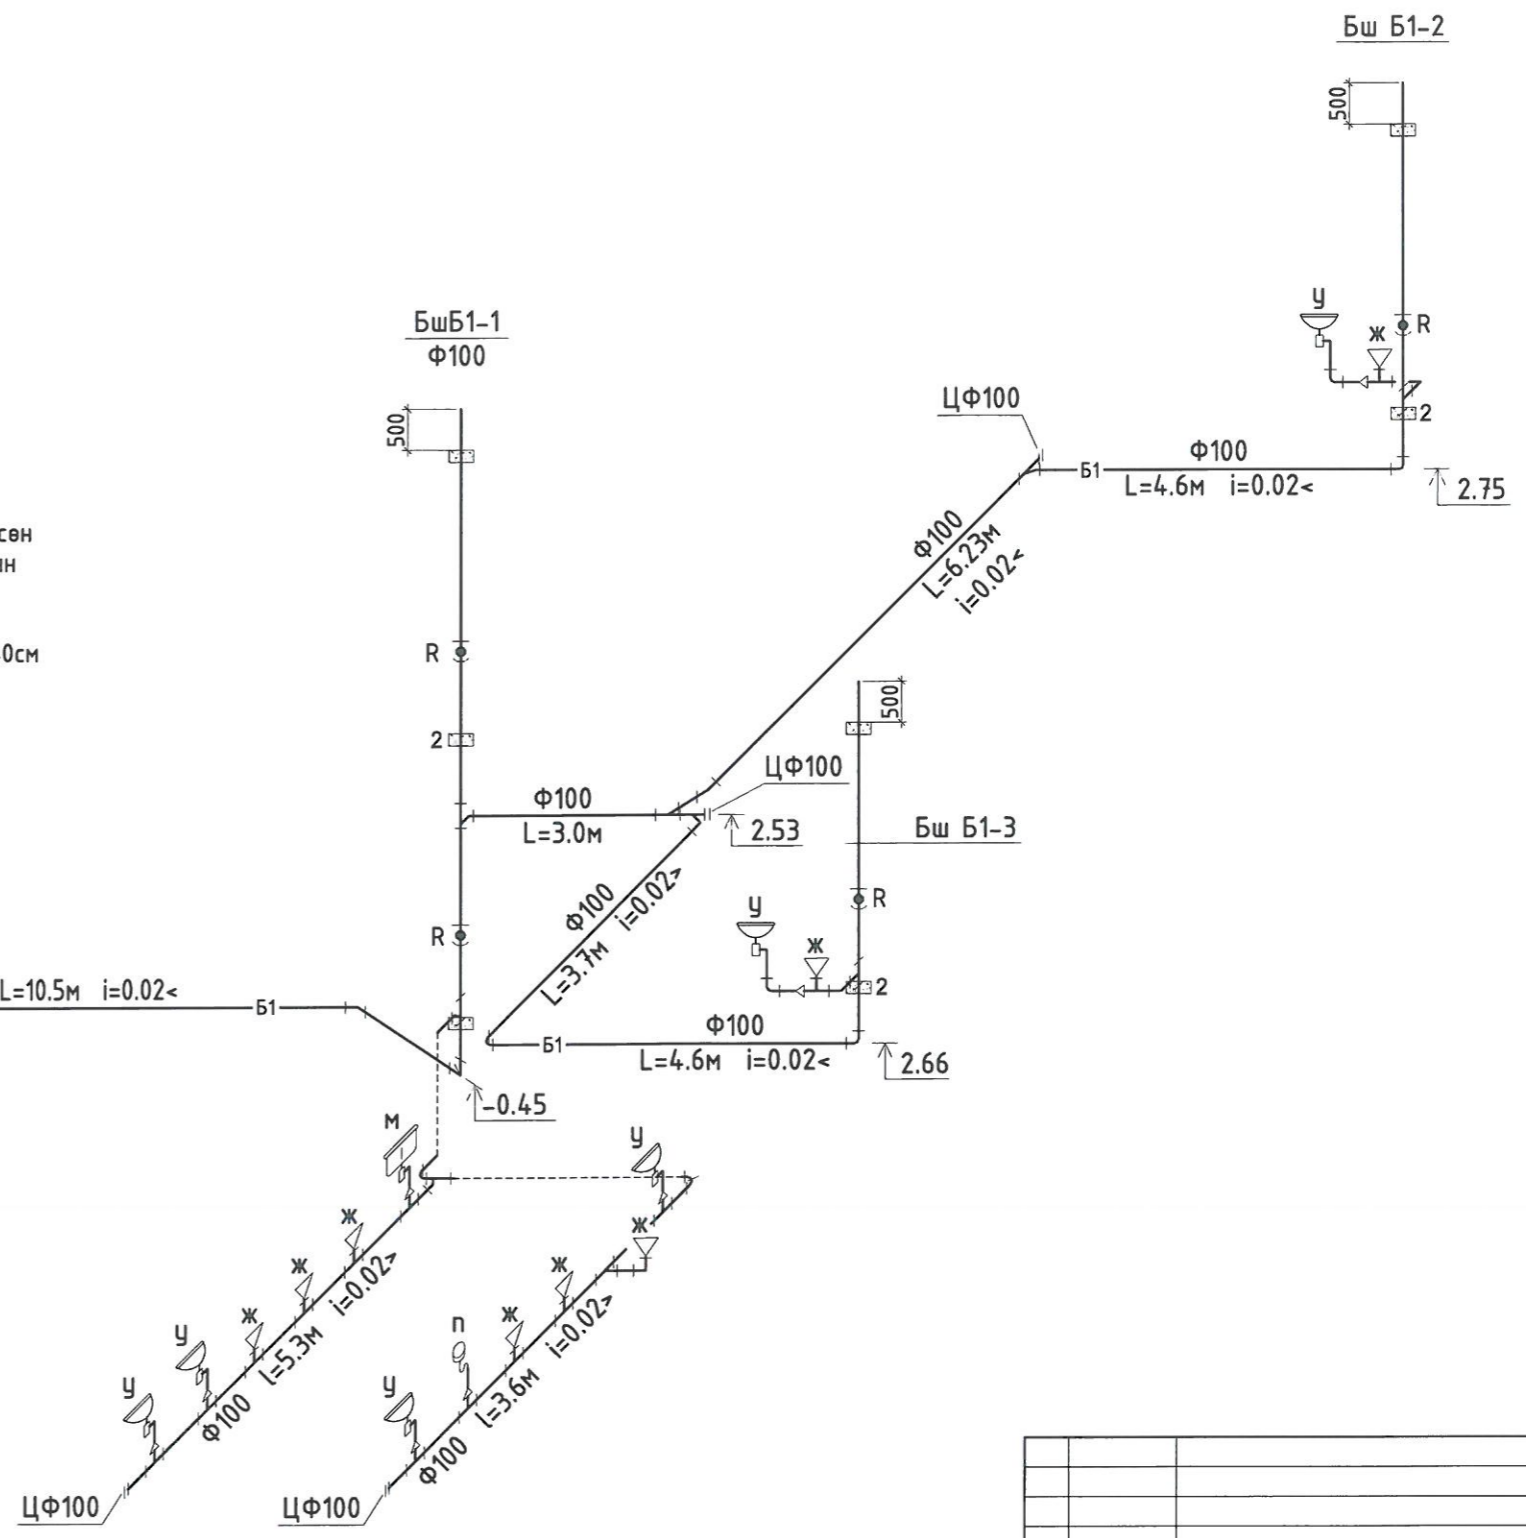 Бш Б1-2
500
У
R
Ж
2
БшБ1-1
Ф100
ЦФ100
500
Б1
Ф100
L=4.6м i=0.02<
2.75
сөн
0см
Ф100
L=6.23м
i=0.02<
R
2
500
ЦФ100
Ф100
L=3.0м
2.53
Бш Б1-3
Ф100
L=3.7м i=0.02>
R
У
R
Ж
2
L=10.5м i=0.02<
Б1
Б1
Ф100
L=4.6м i=0.02<
2.66
-0.45
М
У
Ж
Ж
Ж
Ж
Ж
Ж
У
п
У
У
i=0.02>
l=5.3м
Ф100
i=0.02>
l=3.6м
Ф100
ЦФ100
ЦФ100